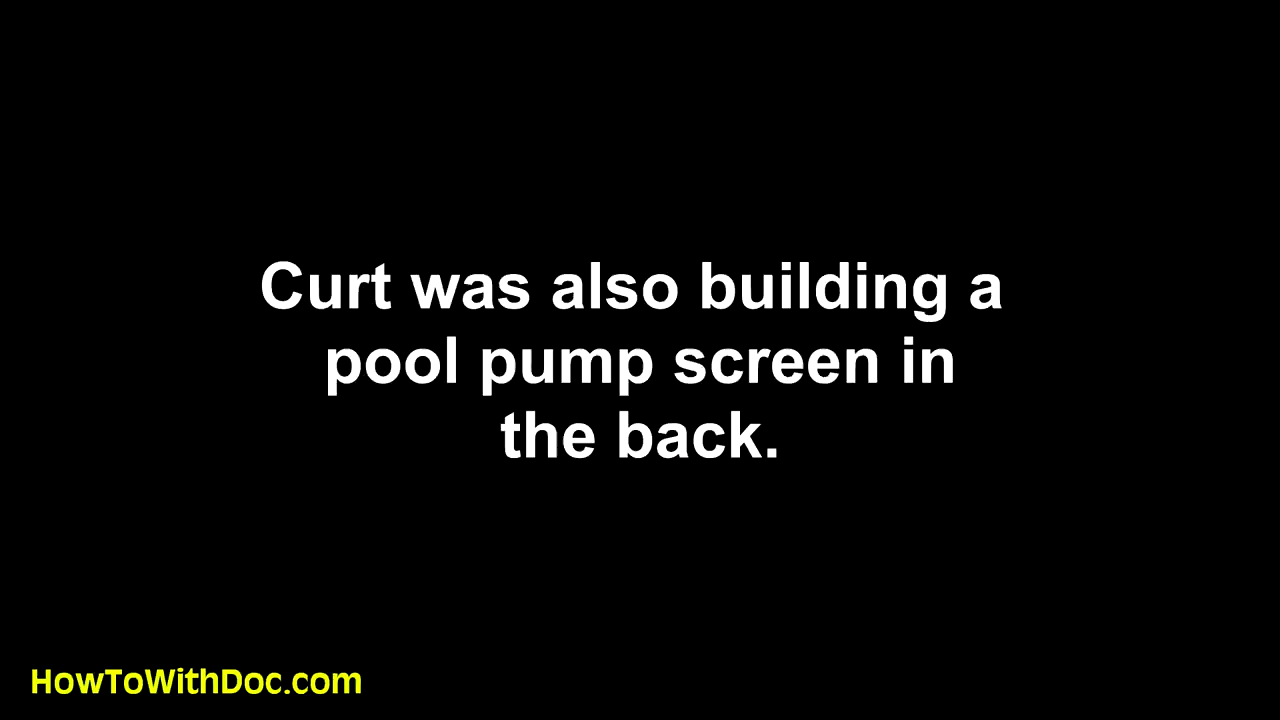 Curt was also building a
pool pump screen in
the back.
HowToWithDoc.com